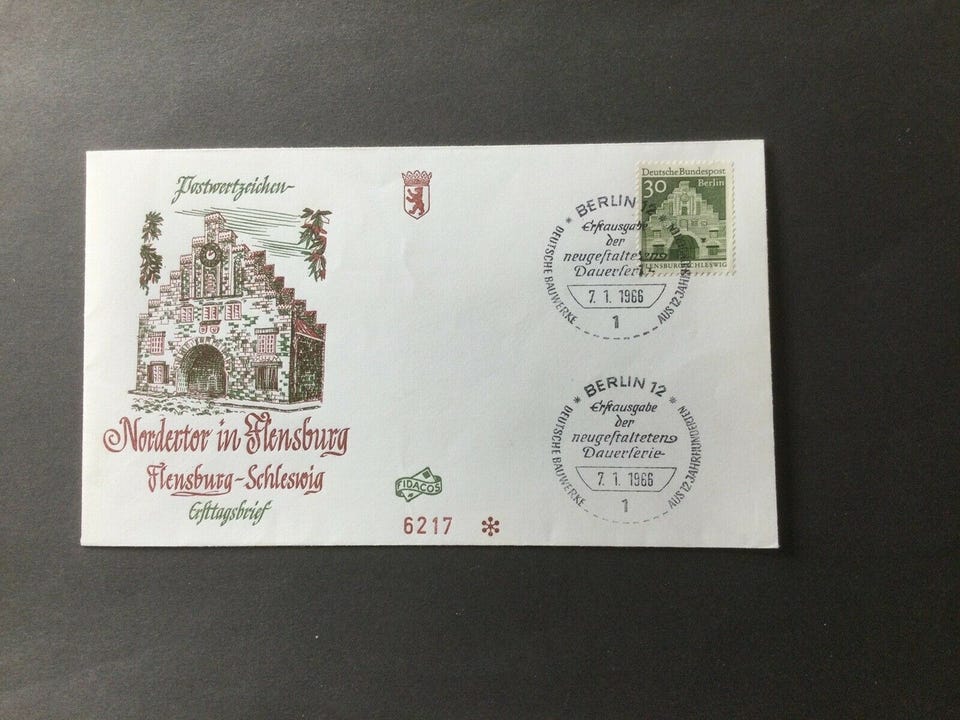 Postwertzeichen-
Nordertor in Flensburg
Flensburg-Schleswig
Ersttagsbrief
FIDACOS
6217 *
Deutsche Bundespost
30 Berlin
FLENSBURG/SCHLESWIG
* BERLIN 12 *
Erstausgabe
der
neugestalteten
Dauerserie
7. 1. 1966
1
DEUTSCHE BAUWERKE
AUS 12
* BERLIN 12 *
Erstausgabe
der
neugestalteten
Dauerserie
7. 1. 1966
1
DEUTSCHE BAUWERKE
AUS 12 JAHRHUNDERTEN